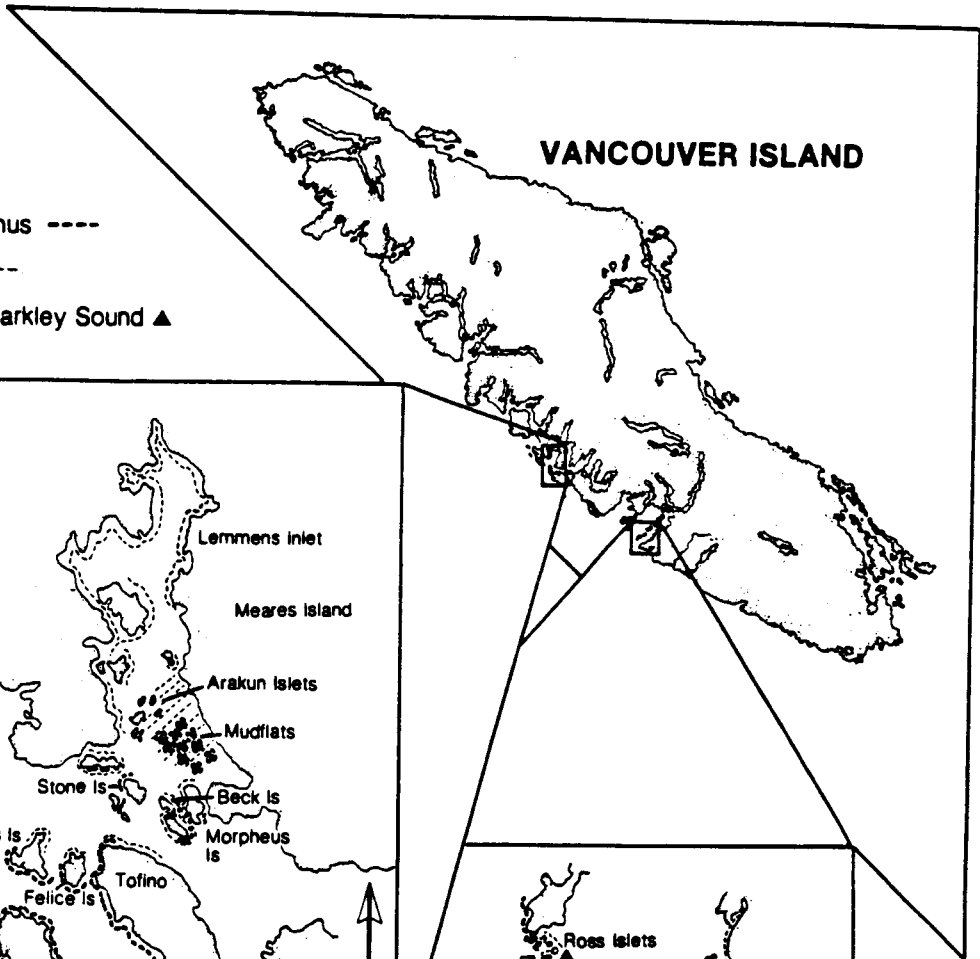 VANCOUVER ISLAND
nus ----
--
arkley Sound ▲
Lemmens inlet
Meares Island
Arakun Islets
Mudflats
Stone Is
Beck Is
Morpheus
Is
s Is
Tofino
Felice Is
Ross Islets